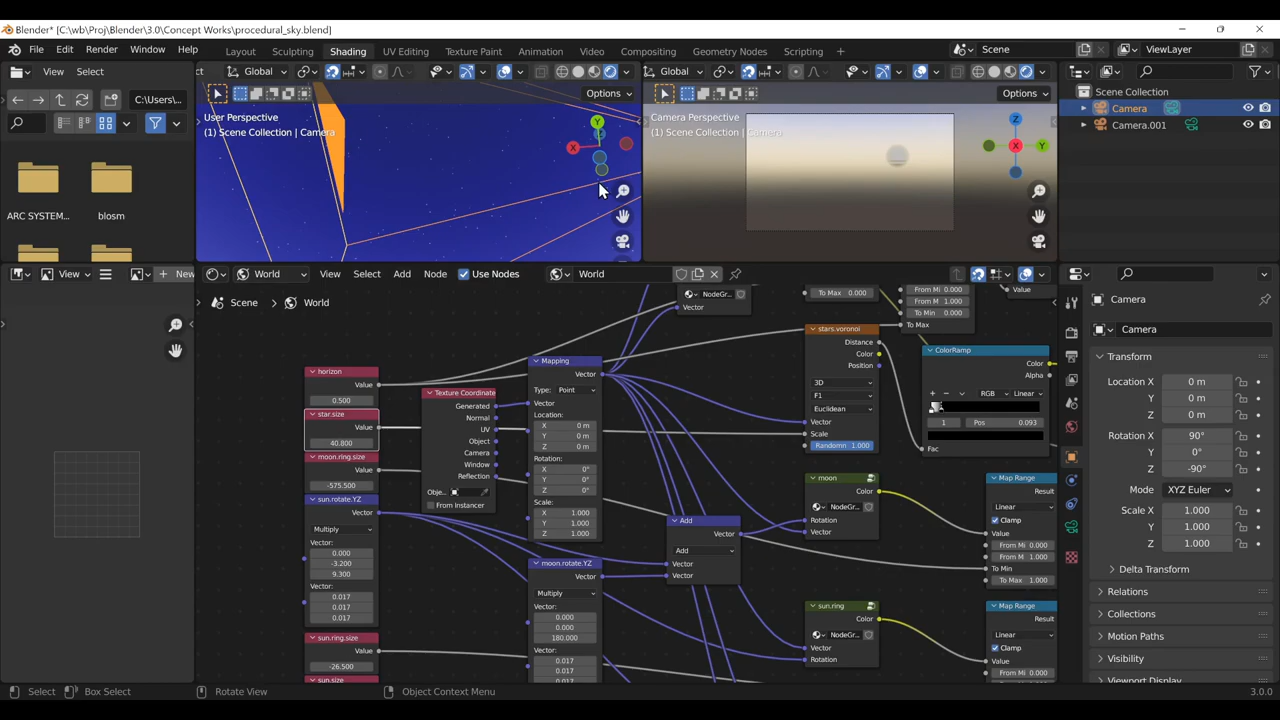 Blender* [C:\wb\Proj\Blender\3.0\Concept Works\procedural_sky.blend]
File Edit Render Window Help Layout Sculpting Shading UV Editing Texture Paint Animation Video Compositing Geometry Nodes Scripting + Scene ViewLayer
View Select ct Global Global
C:\Users\... Options Options Scene Collection
User Perspective Camera Perspective Camera
(1) Scene Collection | Camera (1) Scene Collection | Camera Camera.001
Y Z
X X Y
ARC SYSTEM... blosm
View New World View Select Add Node Use Nodes World
Scene > World Camera
NodeGr...
Vector
To Max 0.000
From Mi 0.000
From M 1.000
To Min 0.000
To Max
Value
horizon
Value
0.500
star.size
Value
40.800
moon.ring.size
Value
-575.500
sun.rotate.YZ
Vector
Multiply
Vector:
0.000
-3.200
9.300
Vector:
0.017
0.017
0.017
sun.ring.size
Value
-26.500
sun.size
Texture Coordinate
Generated
Normal
UV
Object
Camera
Window
Reflection
Obje...
From Instancer
Mapping
Vector
Type: Point
Vector
Location:
X 0 m
Y 0 m
Z 0 m
Rotation:
X 0°
Y 0°
Z 0°
Scale:
X 1.000
Y 1.000
Z 1.000
moon.rotate.YZ
Vector
Multiply
Vector:
0.000
0.000
180.000
Vector:
0.017
0.017
Add
Vector
Add
Vector
Vector
stars.voronoi
Distance
Color
Position
3D
F1
Euclidean
Vector
Scale
Randomn 1.000
ColorRamp
Color
Alpha
+ - RGB Linear
1 Pos 0.093
Fac
moon
Color
NodeGr...
Rotation
Vector
Map Range
Result
Linear
Clamp
Value
From Mi 0.000
From M 1.000
To Min
To Max 1.000
sun.ring
Color
NodeGr...
Vector
Rotation
Map Range
Result
Linear
Clamp
Value
From Mi 0.000
Camera
Transform
Location X 0 m
Y 0 m
Z 0 m
Rotation X 90°
Y 0°
Z -90°
Mode XYZ Euler
Scale X 1.000
Y 1.000
Z 1.000
Delta Transform
Relations
Collections
Motion Paths
Visibility
Viewport Display
Select Box Select Rotate View Object Context Menu 3.0.0